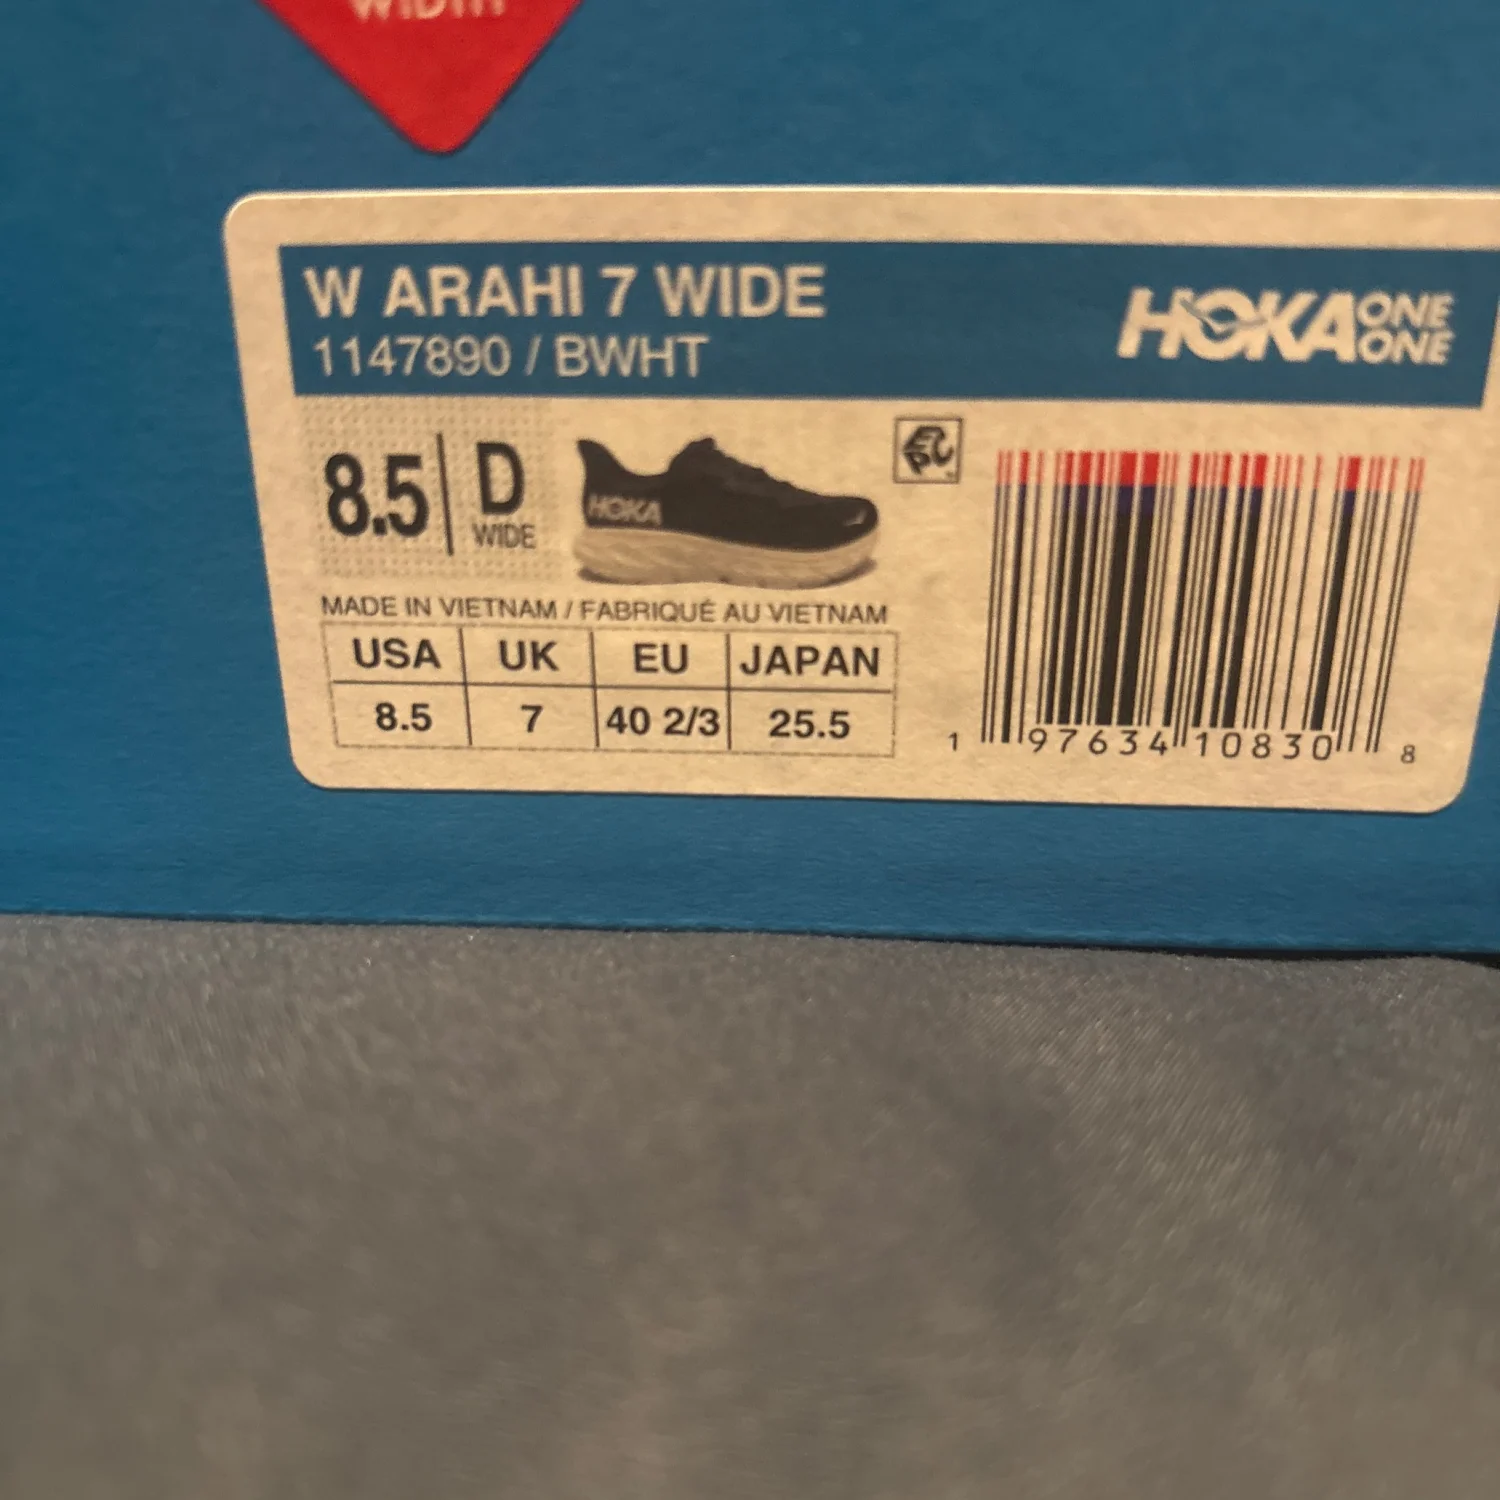 WIDTH
W ARAHI 7 WIDE
1147890 / BWHT
HOKA ONE ONE
8.5 D
WIDE
HOKA
MADE IN VIETNAM / FABRIQUÉ AU VIETNAM
USA UK EU JAPAN
8.5 7 40 2/3 25.5
1 97634 10830 8